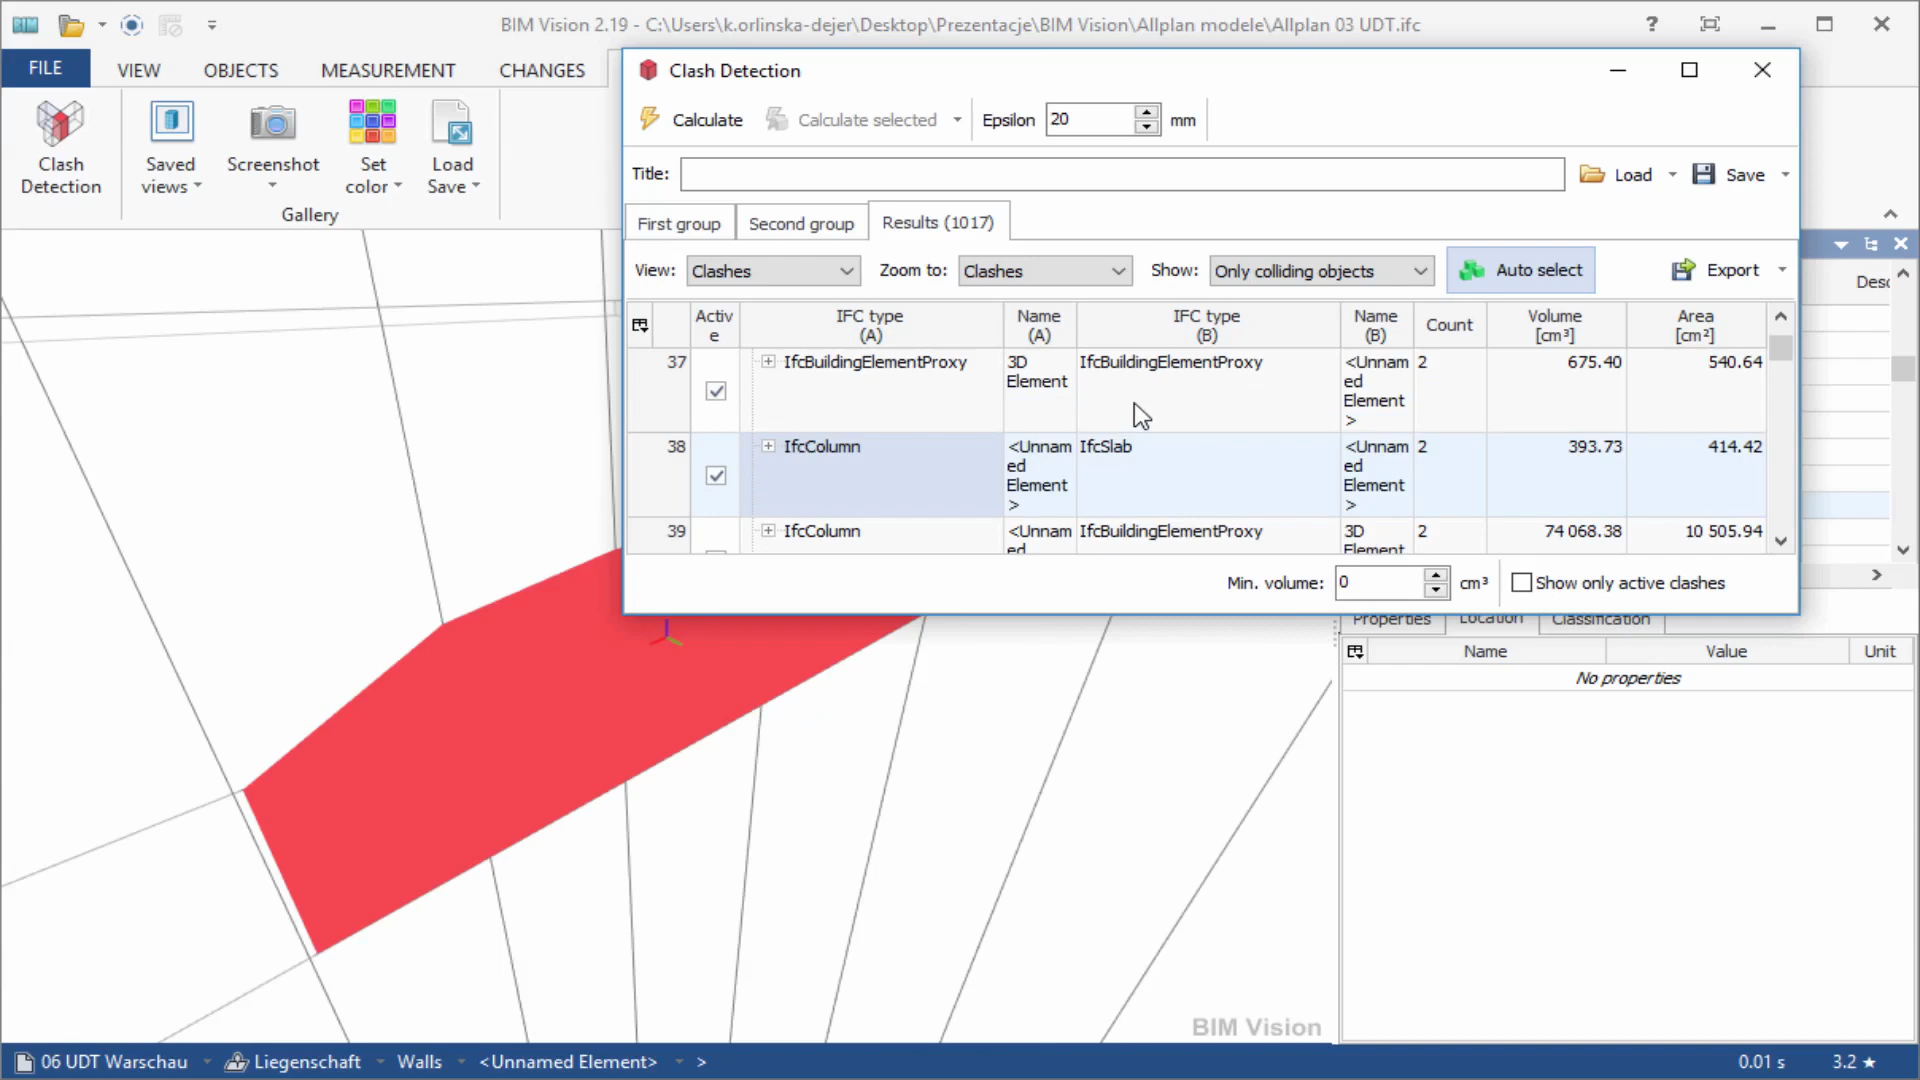 BIM Vision 2.19 - C:\Users\k.orlinska-dejer\Desktop\Prezentacje\BIM Vision\Allplan modele\Allplan 03 UDT.ifc
FILE VIEW OBJECTS MEASUREMENT CHANGES
Clash Detection
Saved views
Screenshot
Set color
Load Save
Gallery
Clash Detection
Calculate Calculate selected Epsilon 20 mm
Title: Load Save
First group Second group Results (1017)
View: Clashes Zoom to: Clashes Show: Only colliding objects Auto select Export
Active IFC type (A) Name (A) IFC type (B) Name (B) Count Volume [cm³] Area [cm²]
37 IfcBuildingElementProxy 3D Element IfcBuildingElementProxy <Unnamed Element> 2 675.40 540.64
38 IfcColumn <Unnamed Element> IfcSlab <Unnamed Element> 2 393.73 414.42
39 IfcColumn <Unnamed IfcBuildingElementProxy 3D Element 2 74 068.38 10 505.94
Min. volume: 0 cm³ Show only active clashes
Desc
Properties Location Classification
Name Value Unit
No properties
BIM Vision
06 UDT Warschau Liegenschaft Walls <Unnamed Element> > 0.01 s 3.2 ★